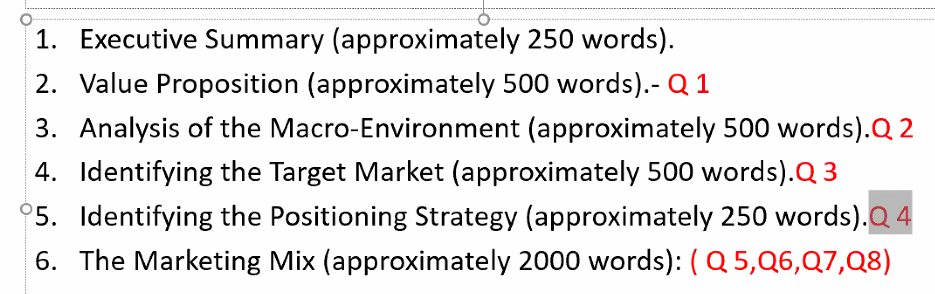 1. Executive Summary (approximately 250 words).
2. Value Proposition (approximately 500 words).- Q 1
3. Analysis of the Macro-Environment (approximately 500 words).Q 2
4. Identifying the Target Market (approximately 500 words).Q 3
5. Identifying the Positioning Strategy (approximately 250 words).Q 4
6. The Marketing Mix (approximately 2000 words): ( Q 5,Q6,Q7,Q8)